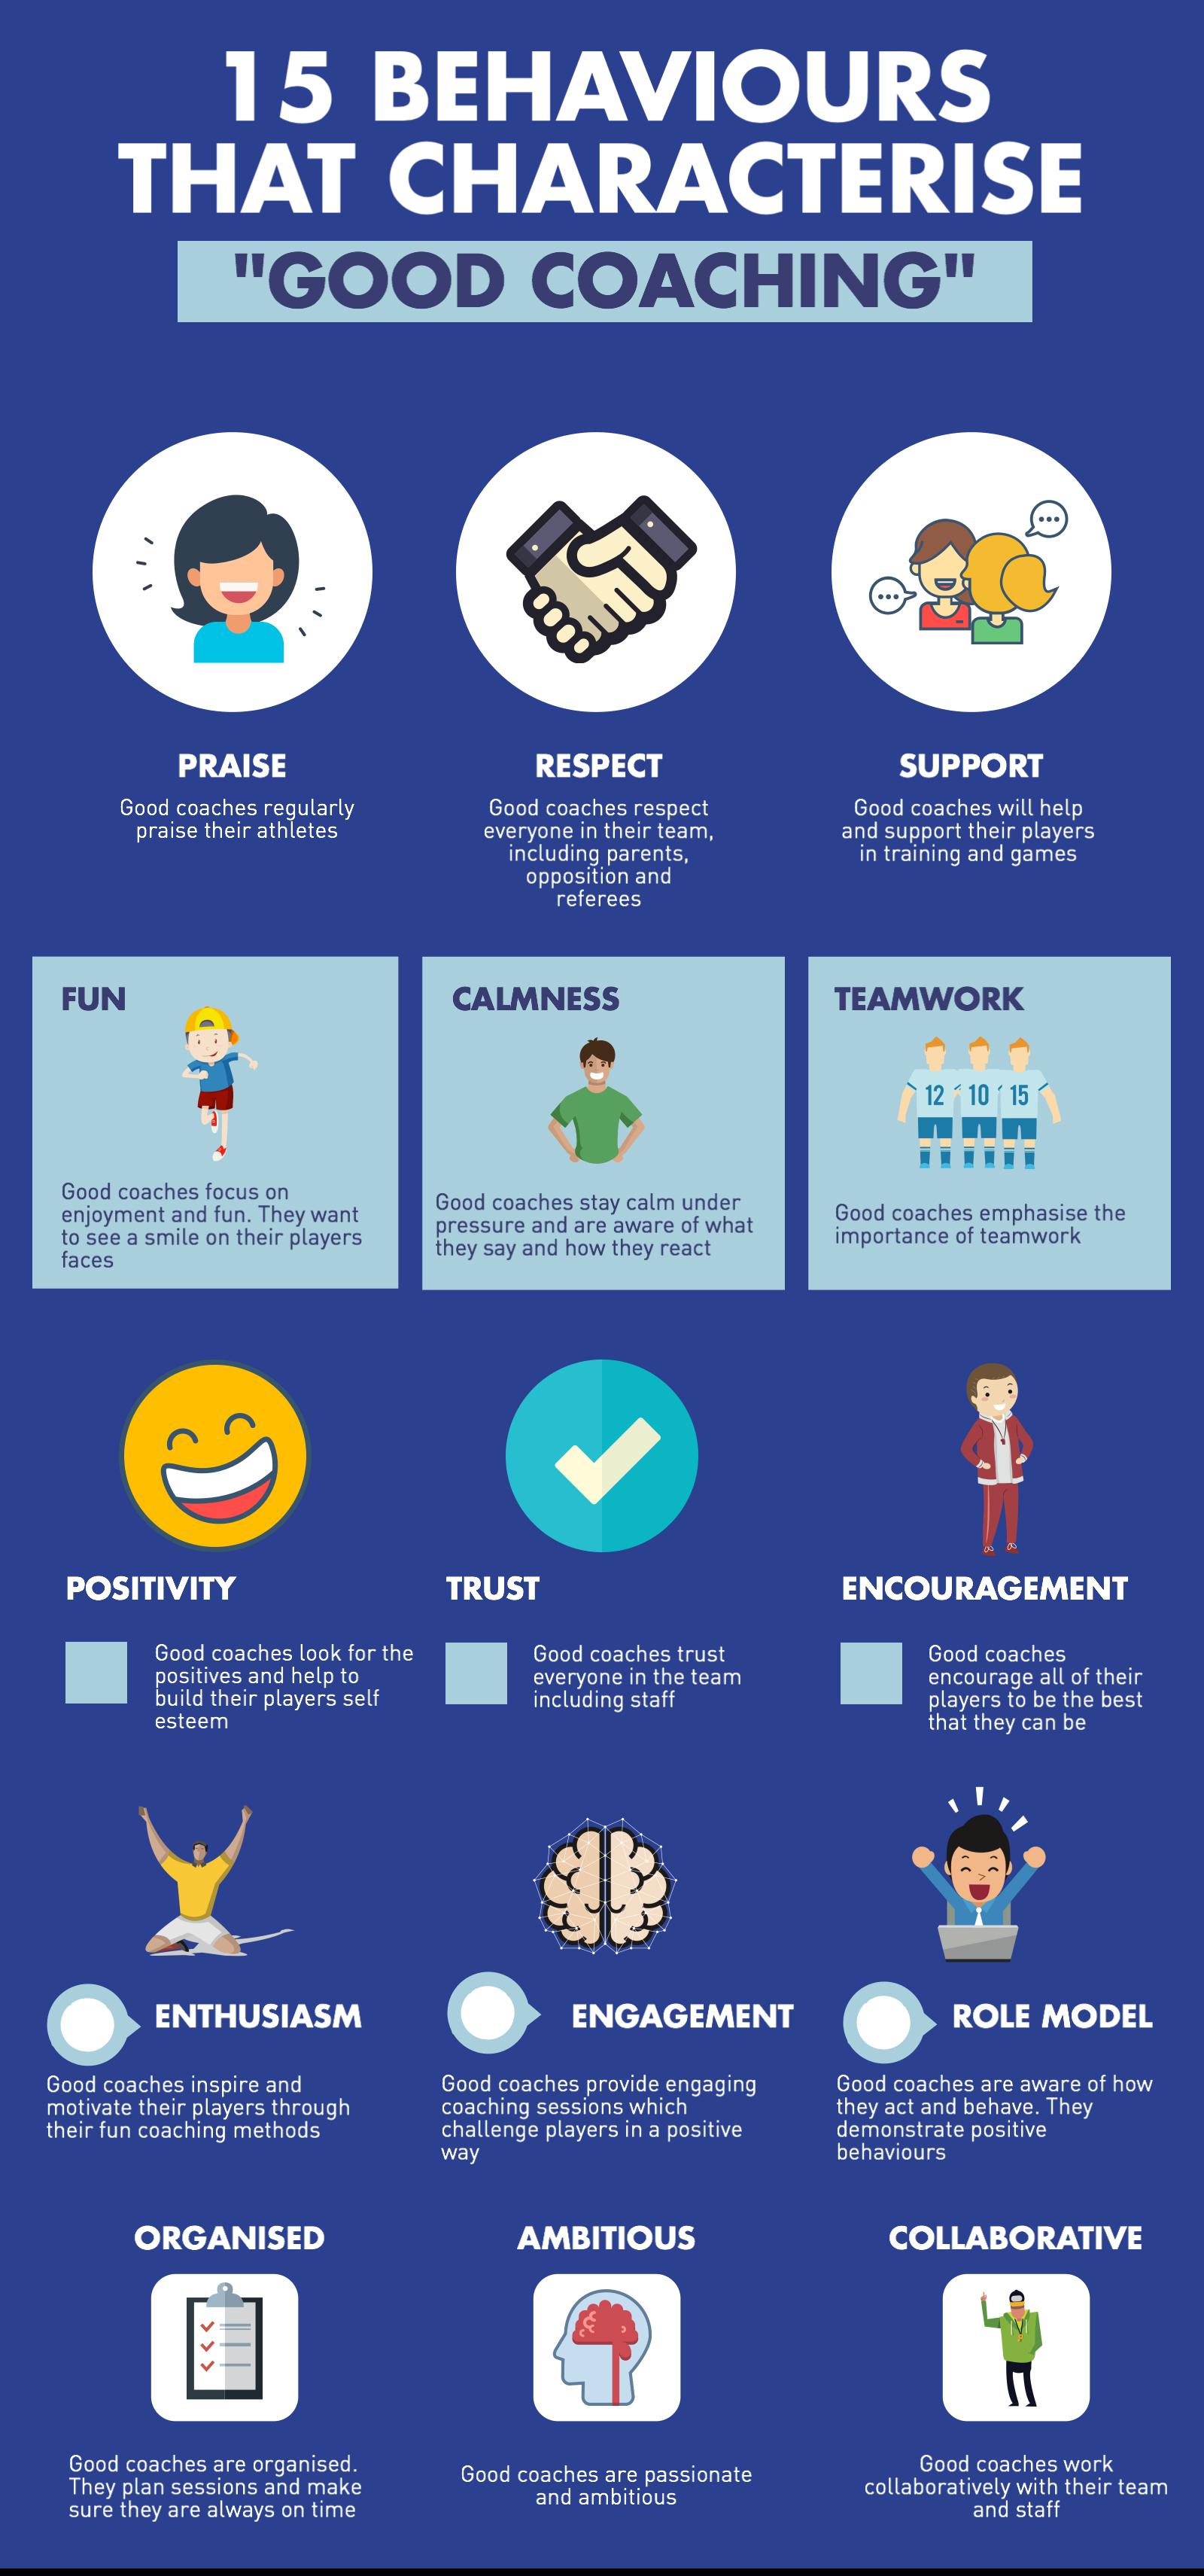 15 BEHAVIOURS
THAT CHARACTERISE
"GOOD COACHING"
PRAISE
Good coaches regularly
praise their athletes
RESPECT
Good coaches respect
everyone in their team,
including parents,
opposition and
referees
SUPPORT
Good coaches will help
and support their players
in training and games
FUN
Good coaches focus on
enjoyment and fun. They want
to see a smile on their players
faces
CALMNESS
Good coaches stay calm under
pressure and are aware of what
they say and how they react
TEAMWORK
12 10 15
Good coaches emphasise the
importance of teamwork
POSITIVITY
Good coaches look for the
positives and help to
build their players self
esteem
TRUST
Good coaches trust
everyone in the team
including staff
ENCOURAGEMENT
Good coaches
encourage all of their
players to be the best
that they can be
ENTHUSIASM
Good coaches inspire and
motivate their players through
their fun coaching methods
ENGAGEMENT
Good coaches provide engaging
coaching sessions which
challenge players in a positive
way
ROLE MODEL
Good coaches are aware of how
they act and behave. They
demonstrate positive
behaviours
ORGANISED
Good coaches are organised.
They plan sessions and make
sure they are always on time
AMBITIOUS
Good coaches are passionate
and ambitious
COLLABORATIVE
Good coaches work
collaboratively with their team
and staff